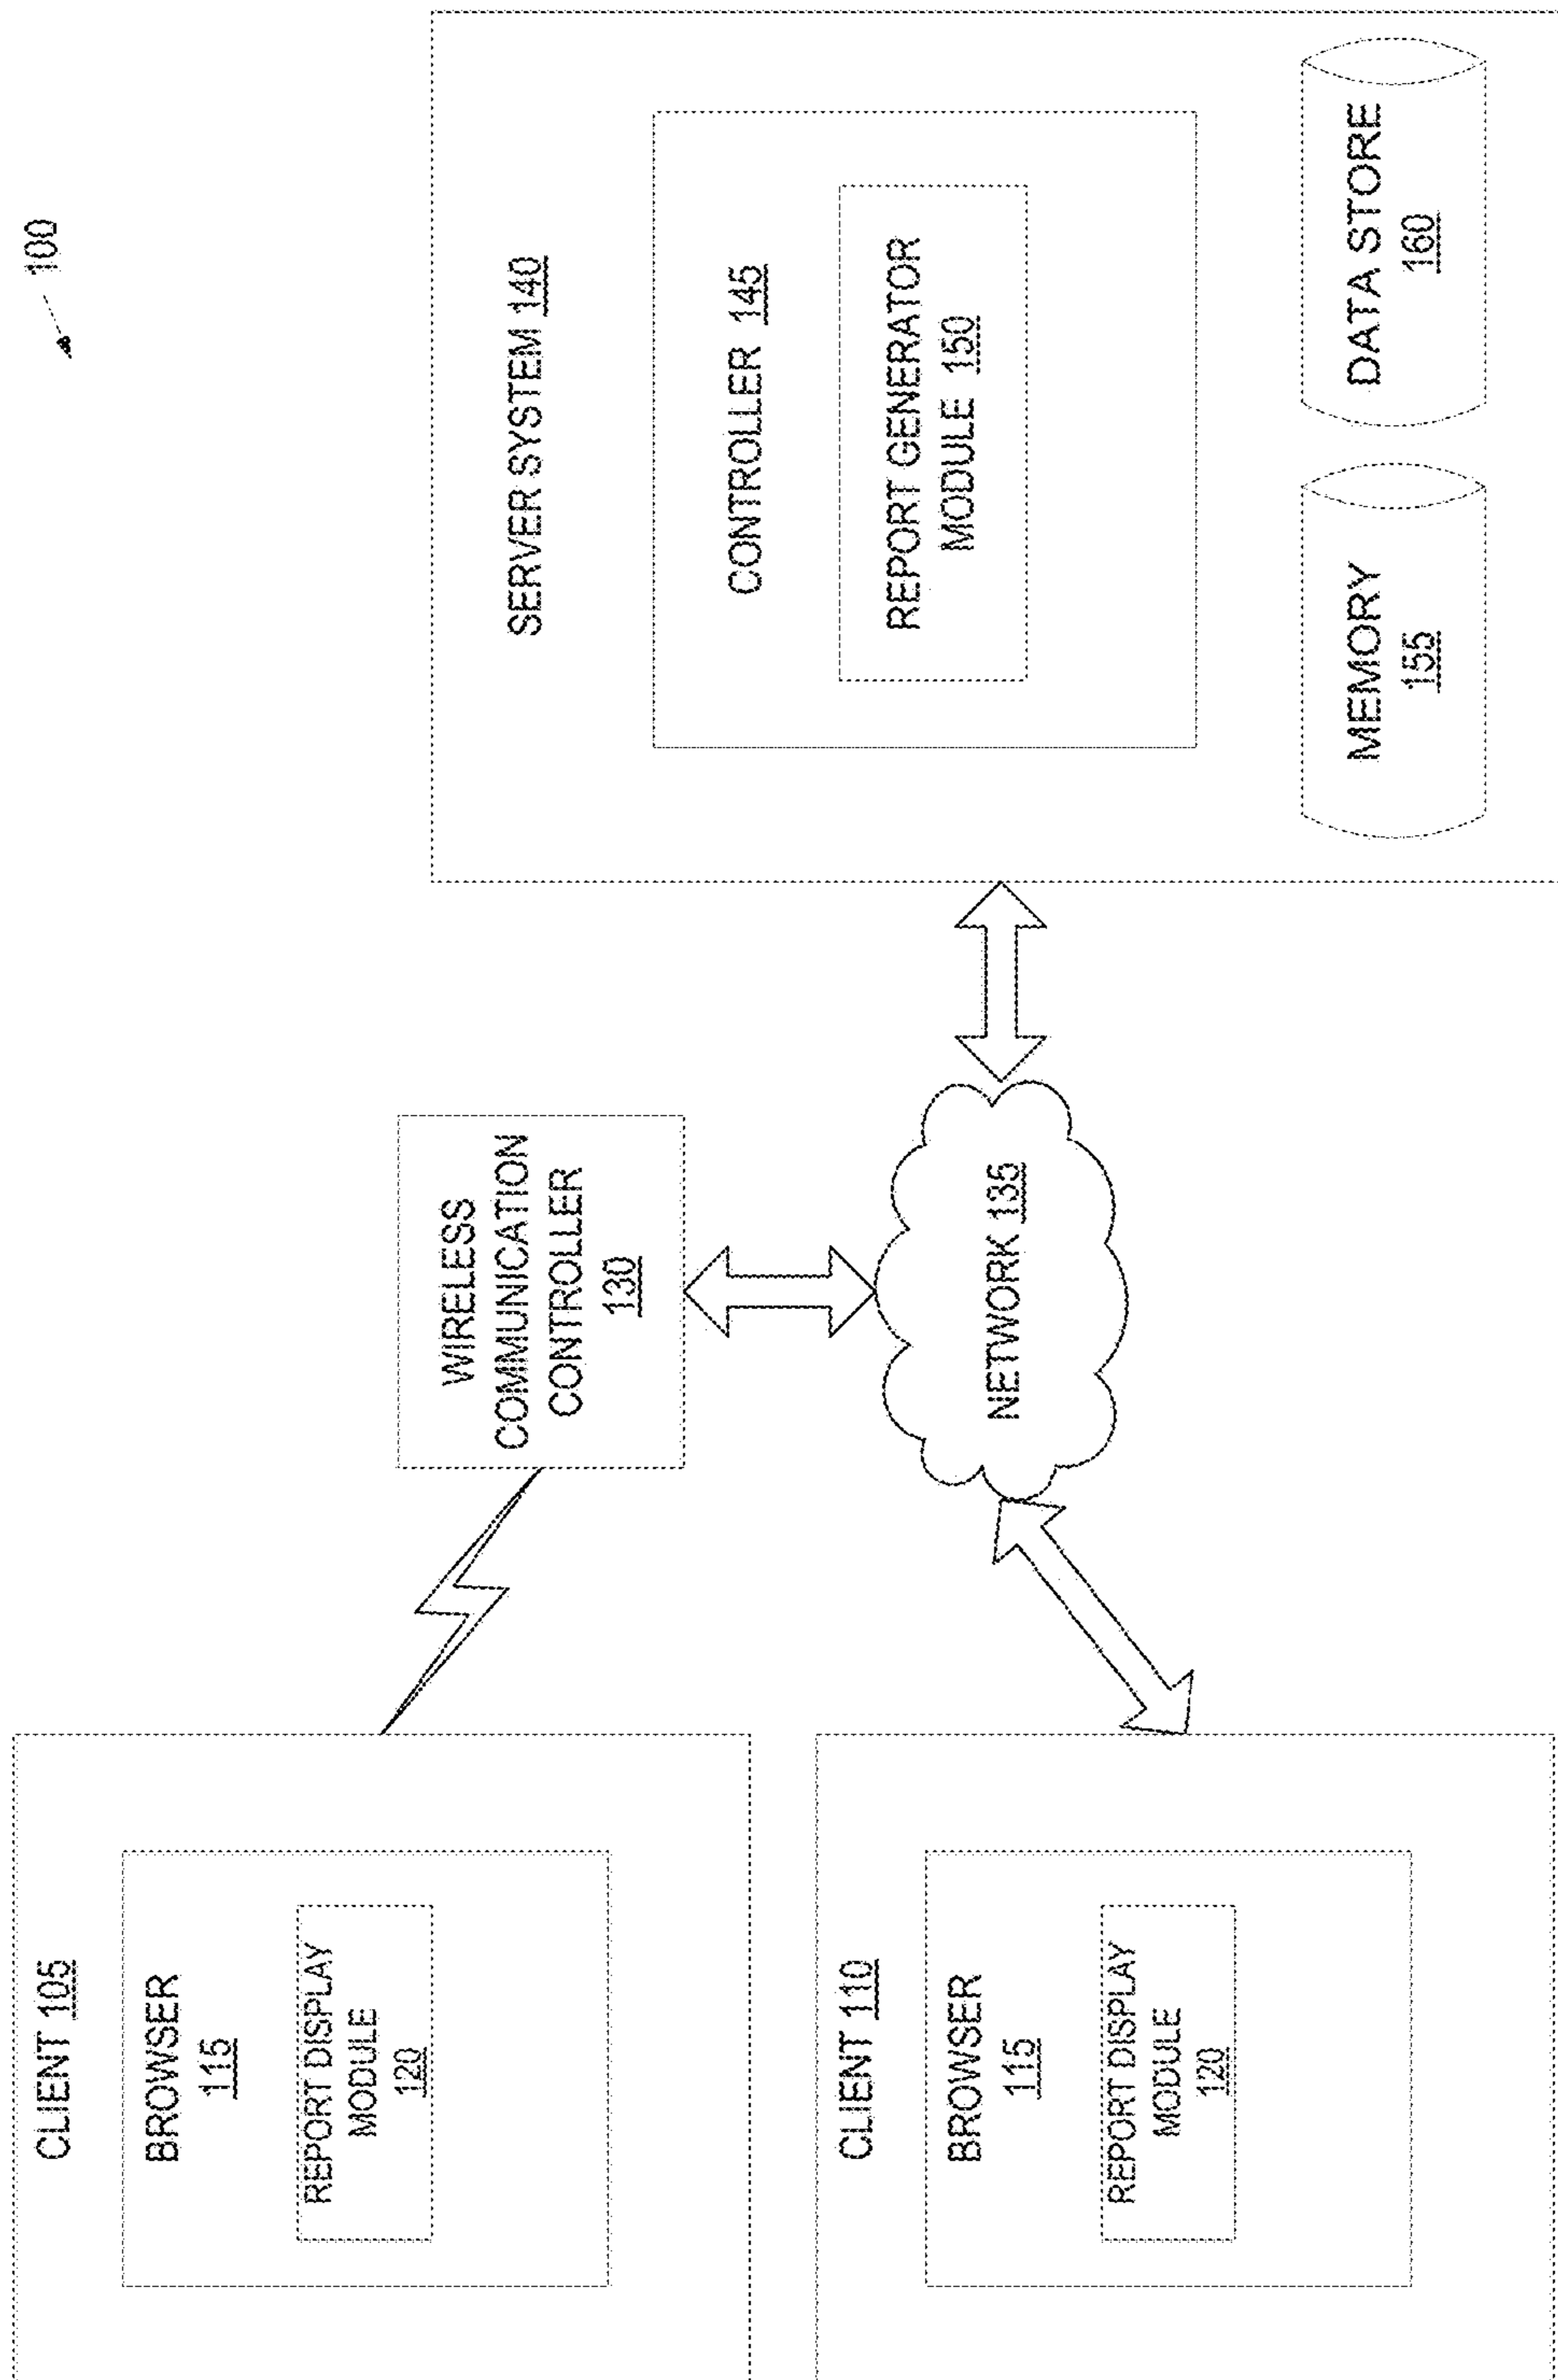 100
CLIENT 105
BROWSER
115
REPORT DISPLAY
MODULE
120
CLIENT 110
BROWSER
115
REPORT DISPLAY
MODULE
120
WIRELESS
COMMUNICATION
CONTROLLER
130
NETWORK 135
SERVER SYSTEM 140
CONTROLLER 145
REPORT GENERATOR
MODULE 150
MEMORY
155
DATA STORE
160